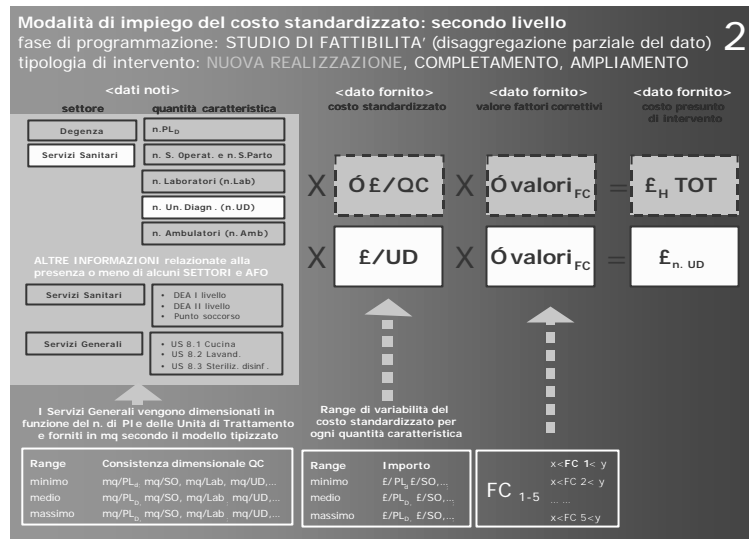 Modalità di impiego del costo standardizzato: secondo livello
fase di programmazione: STUDIO DI FATTIBILITA' (disaggregazione parziale del dato)
2
tipologia di intervento: NUOVA REALIZZAZIONE, COMPLETAMENTO, AMPLIAMENTO
<dati noti>
settore
quantità caratteristica
<dato fornito>
costo standardizzato
<dato fornito>
valore fattori correttivi
<dato fornito>
costo presunto
di intervento
Degenza
n.PLD
Servizi Sanitari
n. S. Operat. e n.S.Parto
n. Laboratori (n.Lab)
n. Un.Diagn. (n.UD)
n. Ambulatori (n.Amb)
X Ó£/QC X Óvalori FC = £H TOT
X £/UD X Óvalori FC = £n. UD
ALTRE INFORMAZIONI relazionate alla
presenza o meno di alcuni SETTORI e AFO
Servizi Sanitari
• DEA I livello
• DEA II livello
• Punto soccorso
Servizi Generali
• US 8.1 Cucina
• US 8.2 Lavand.
• US 8.3 Steriliz. disinf.
I Servizi Generali vengono dimensionati in
funzione del n. di Pl e delle Unità di Trattamento
e forniti in mq secondo il modello tipizzato
Range di variabilità del
costo standardizzato per
ogni quantità caratteristica
Range Consistenza dimensionale QC
minimo mq/PLd, mq/SO, mq/Lab, mq/UD,...
medio mq/PLD, mq/SO, mq/Lab, mq/UD,...
massimo mq/PLD, mq/SO, mq/Lab, mq/UD,...
Range Importo
minimo £/PLd £/SO,...
medio £/PLD, £/SO,...
massimo £/PLD, £/SO,...
FC 1-5
x<FC 1< y
x<FC 2< y
... ...
x<FC 5<y